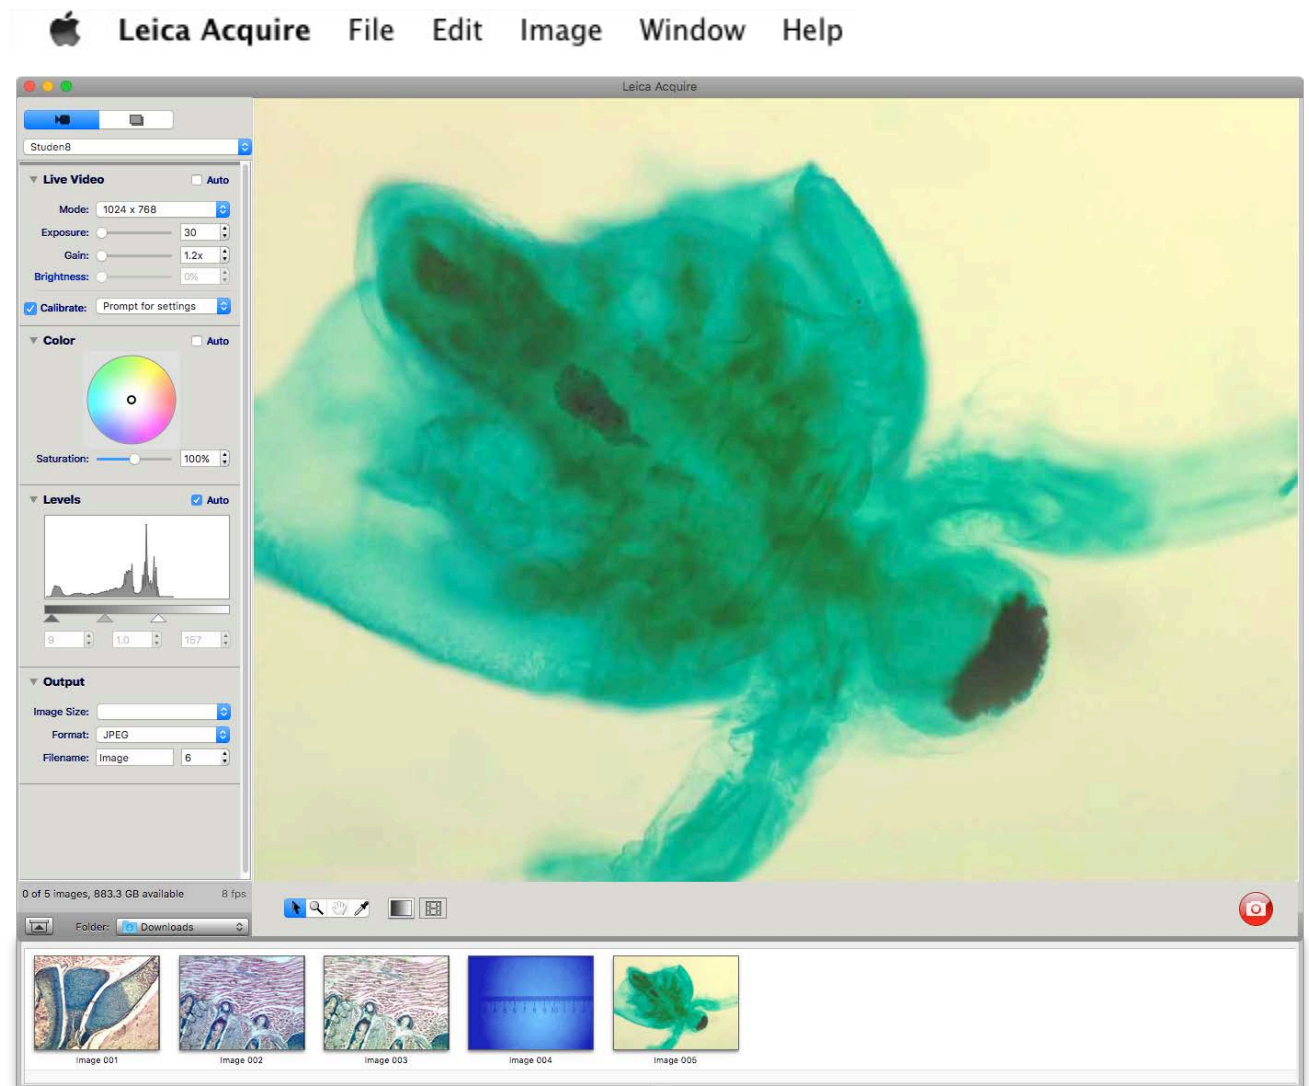 Leica Acquire File Edit Image Window Help
Leica Acquire
Studen8
Live Video Auto
Mode: 1024 x 768
Exposure: 30
Gain: 1.2x
Brightness: 0%
Calibrate: Prompt for settings
Color Auto
Saturation: 100%
Levels Auto
9 1.0 157
Output
Image Size:
Format: JPEG
Filename: Image 6
0 of 5 images, 883.3 GB available 8 fps
Folder: Downloads
Image 001 Image 002 Image 003 Image 004 Image 005